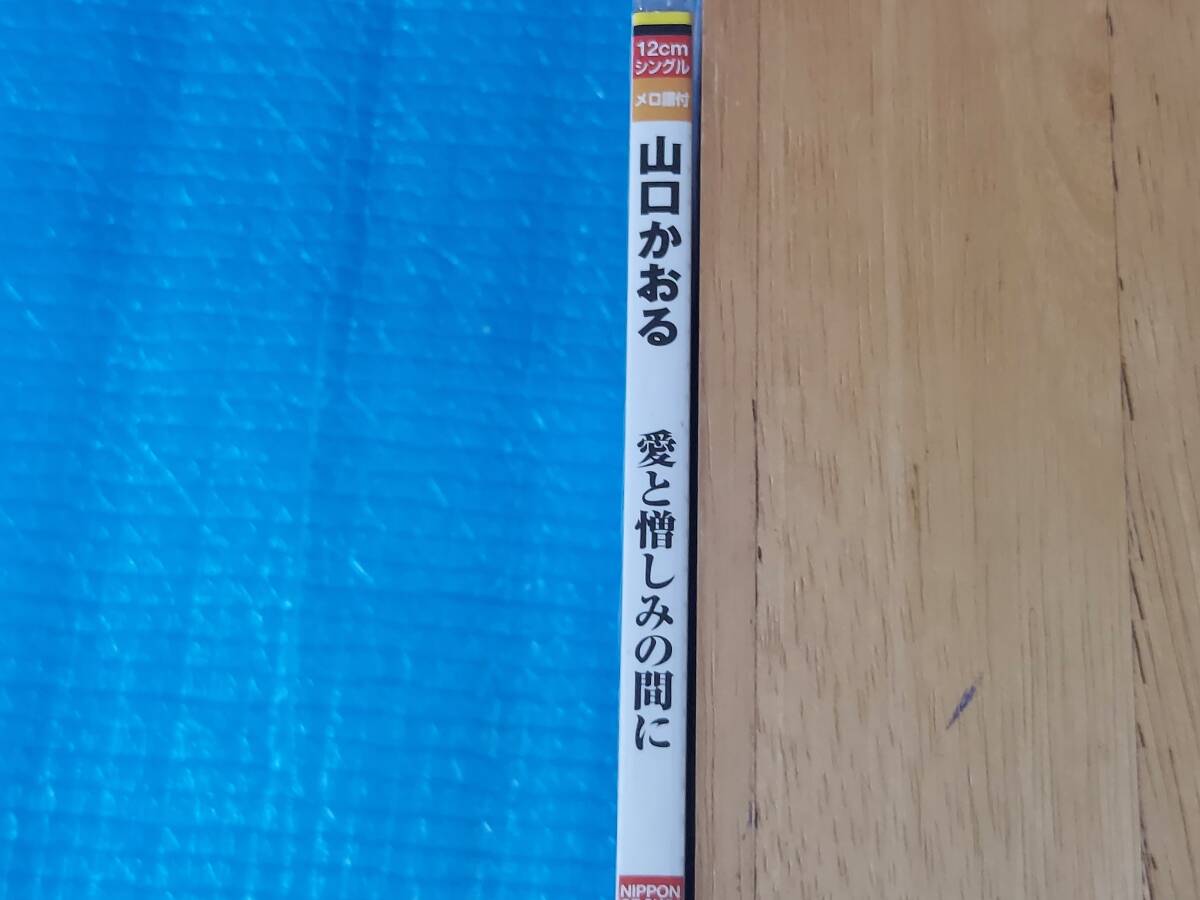 12cm
シングル
メロ譜付
山口かおる
愛と憎しみの間に
NIPPON